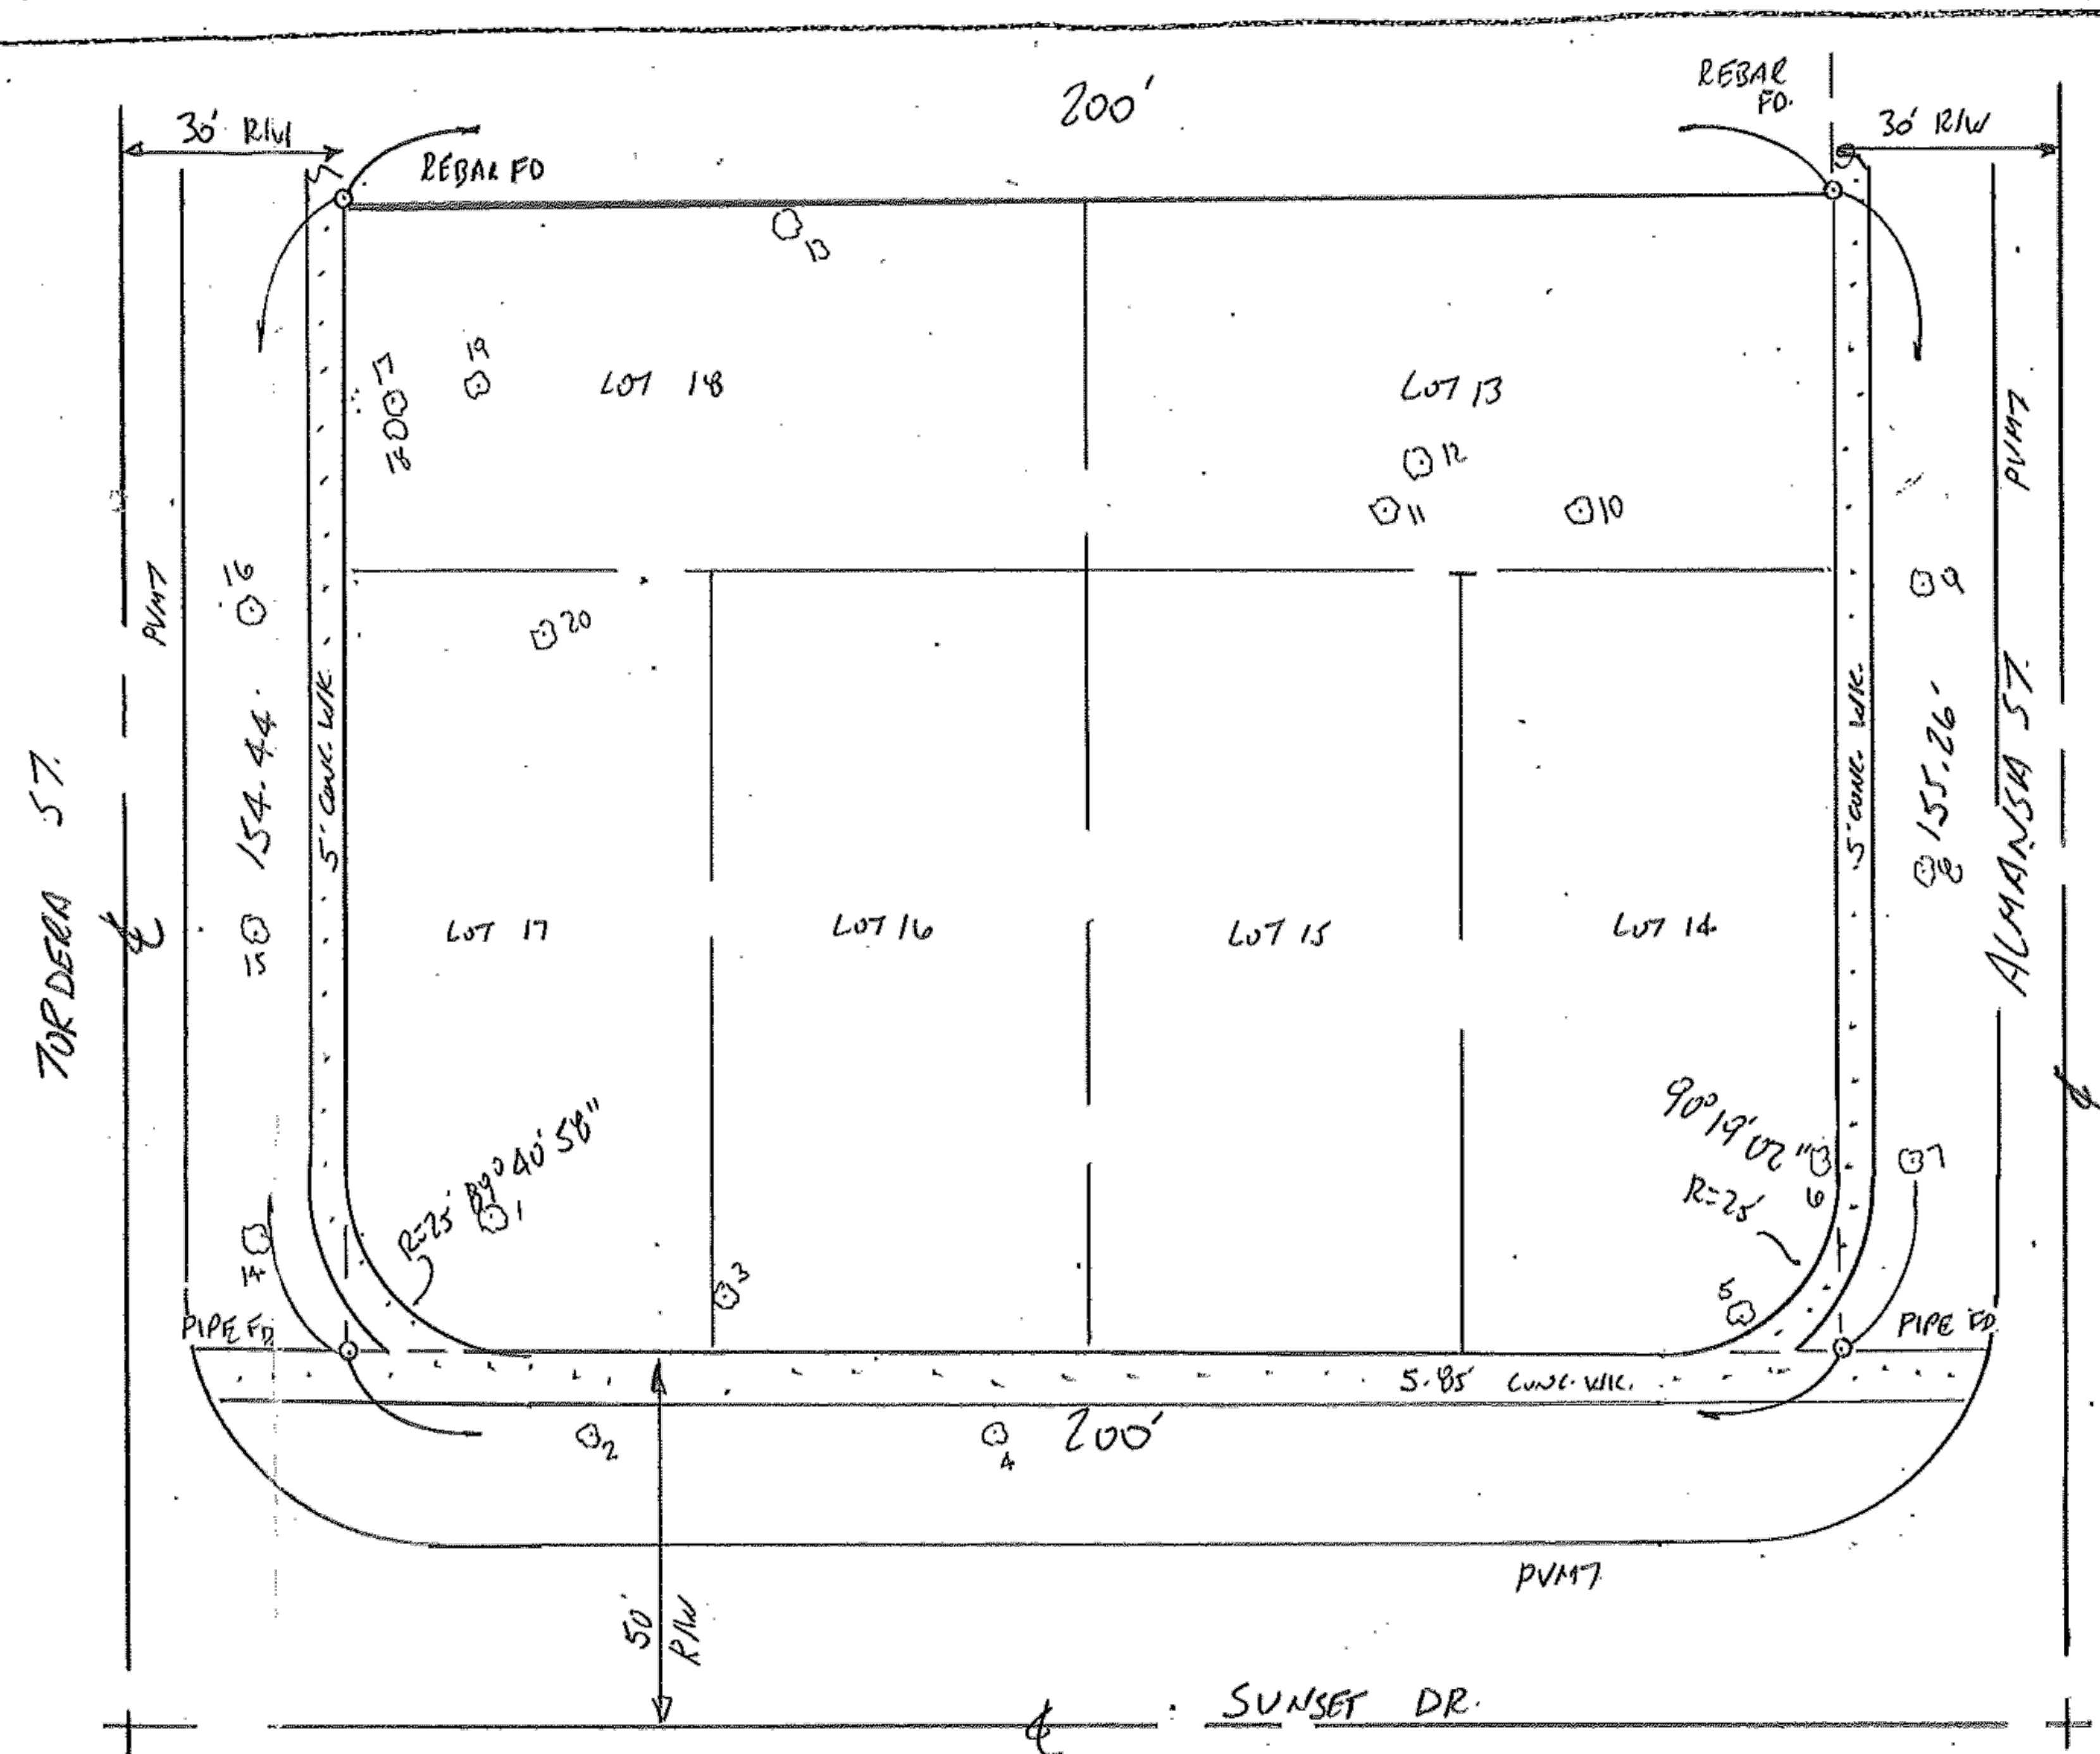 200'
REBAR
FD.
30' R/W
30' R/W
REBAR FD
13
19
17
18
LOT 18
LOT 13
12
11
10
PVMT
16
20
9
PVMT
154.44'
5' CONC. WK.
5' CONC. WK.
155.26'
8
TORDERA ST.
ALMANSA ST.
15
LOT 17
LOT 16
LOT 15
LOT 14
R=25' 89°40'58"
1
90°19'02"
R=25'
6
7
14
3
5
PIPE FD.
PIPE FD.
5.85' CONC. WK.
2
4
200'
PVMT
50'
R/W
SUNSET DR.